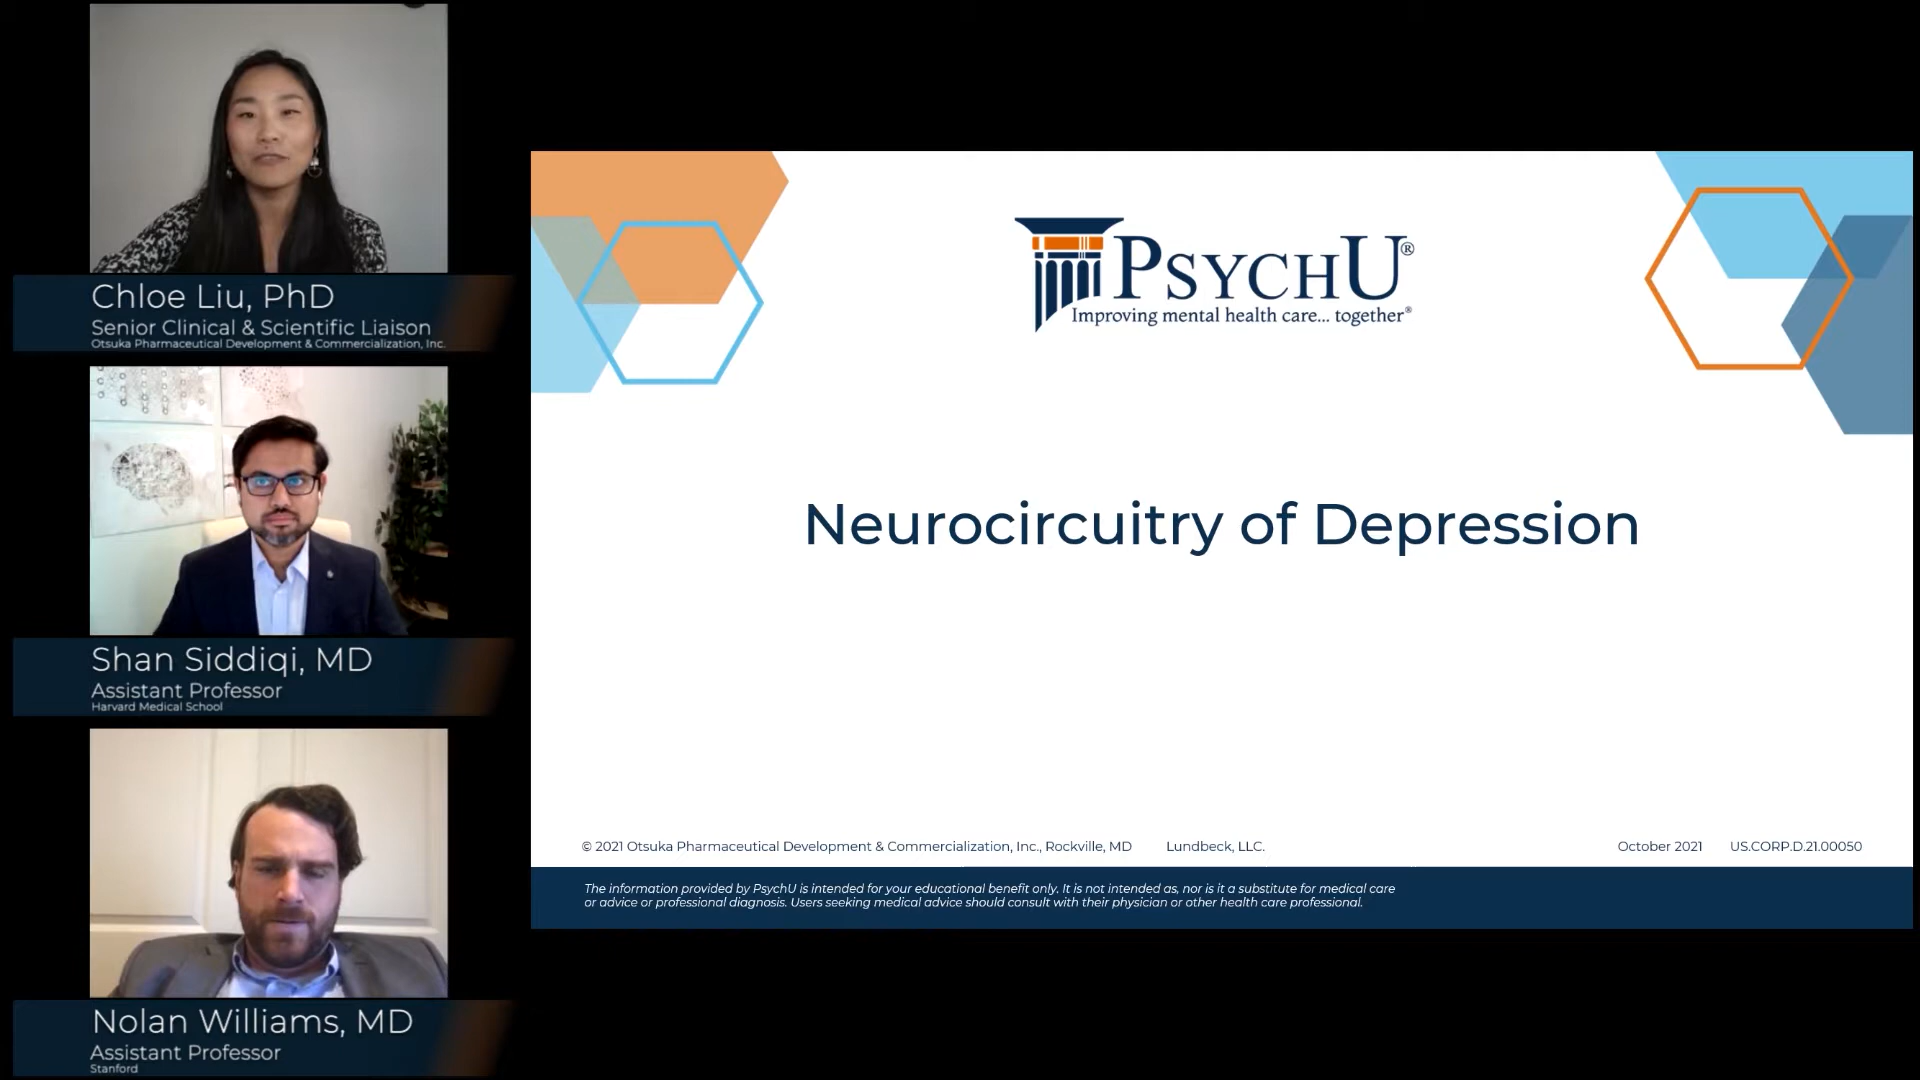 Chloe Liu, PhD
Senior Clinical & Scientific Liaison
Otsuka Pharmaceutical Development & Commercialization, Inc.
Shan Siddiqi, MD
Assistant Professor
Harvard Medical School
Nolan Williams, MD
Assistant Professor
Stanford
PSYCHU®
Improving mental health care... together®
Neurocircuitry of Depression
© 2021 Otsuka Pharmaceutical Development & Commercialization, Inc., Rockville, MD Lundbeck, LLC. October 2021 US.CORP.D.21.00050
The information provided by PsychU is intended for your educational benefit only. It is not intended as, nor is it a substitute for medical care
or advice or professional diagnosis. Users seeking medical advice should consult with their physician or other health care professional.